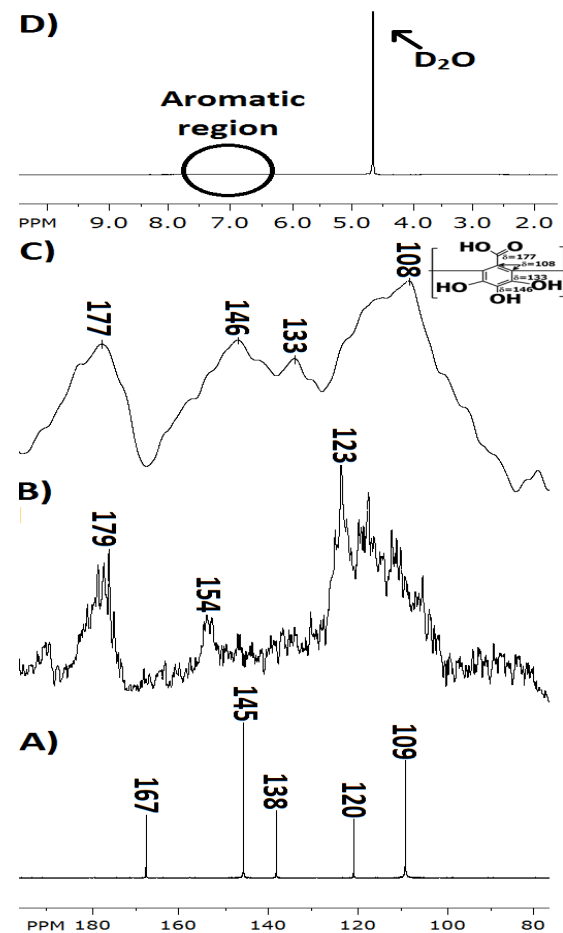 D)
D₂O
Aromatic
region
PPM 9.0 8.0 7.0 6.0 5.0 4.0 3.0 2.0
C)
177
146
133
108
HO
O
δ=177
δ=108
δ=133
δ=146
HO
OH
OH
B)
179
154
123
A)
167
145
138
120
109
PPM 180 160 140 120 100 80